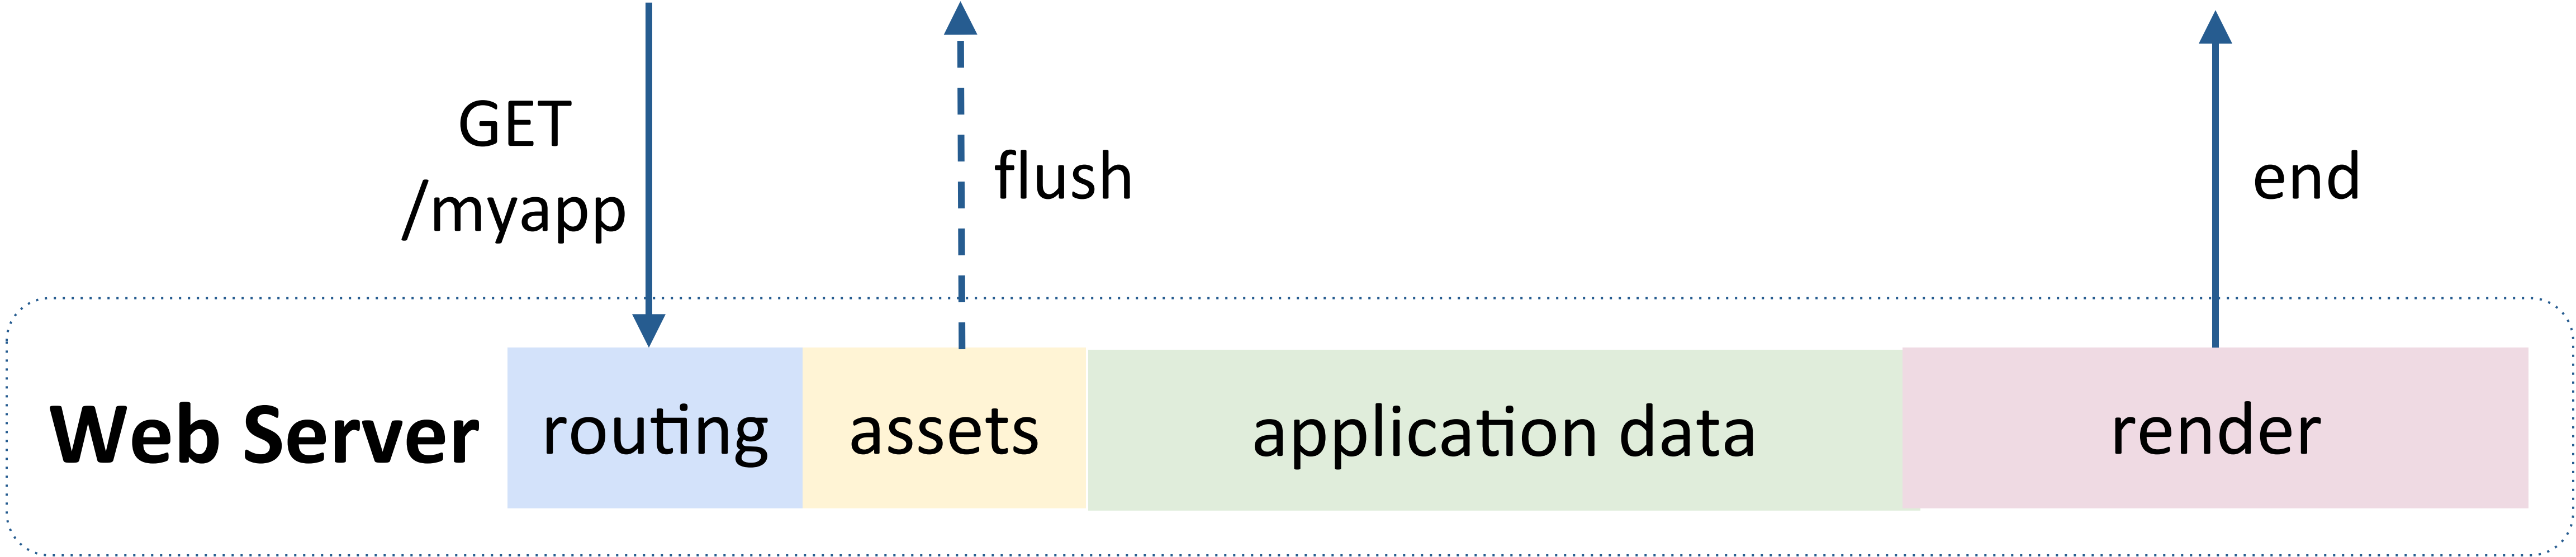 GET
/myapp
flush
end
Web Server
routing
assets
application data
render